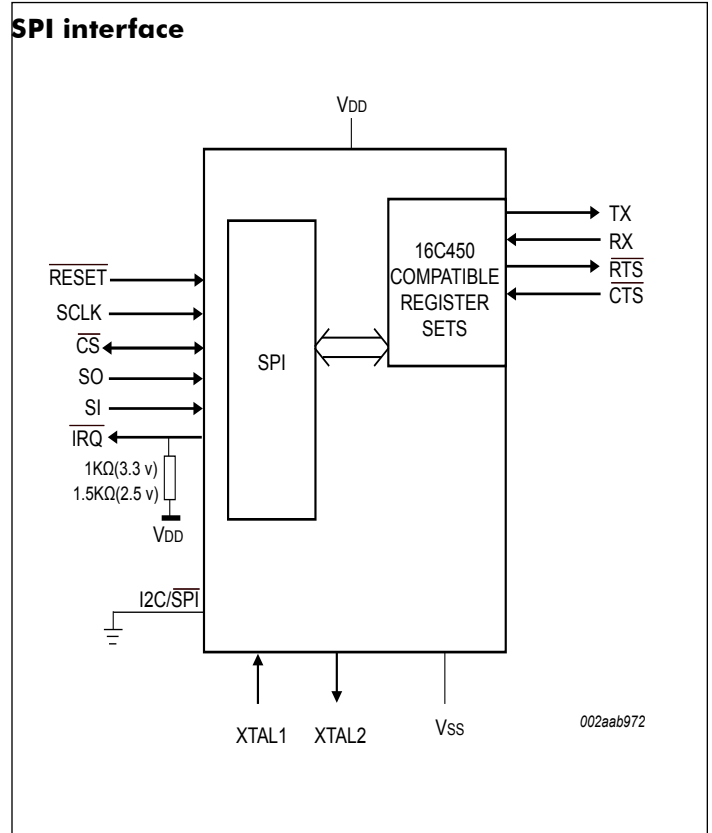 SPI interface
VDD
RESET
SCLK
CS
SO
SI
IRQ
1KΩ(3.3 v)
1.5KΩ(2.5 v)
VDD
I2C/SPI
SPI
16C450
COMPATIBLE
REGISTER
SETS
TX
RX
RTS
CTS
XTAL1
XTAL2
VSS
002aab972